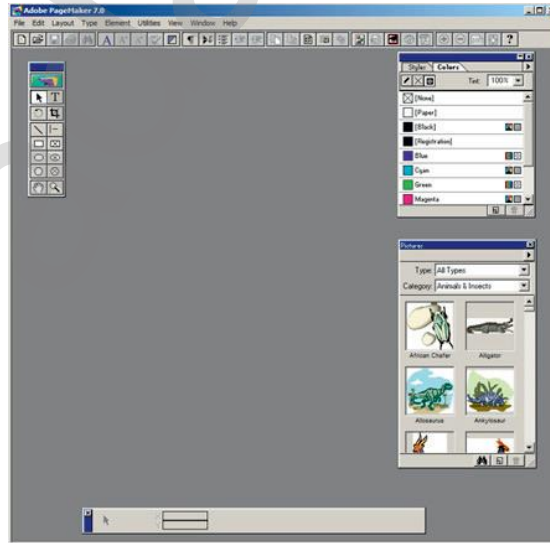 Adobe PageMaker 7.0
File Edit Layout Type Element Utilities View Window Help
Styles Colors
Tint: 100%
[None]
[Paper]
[Black]
[Registration]
Blue
Cyan
Green
Magenta
Pictures
Type: All Types
Category: Animals & Insects
African Chafer Alligator
Allosaurus Ankylosaur